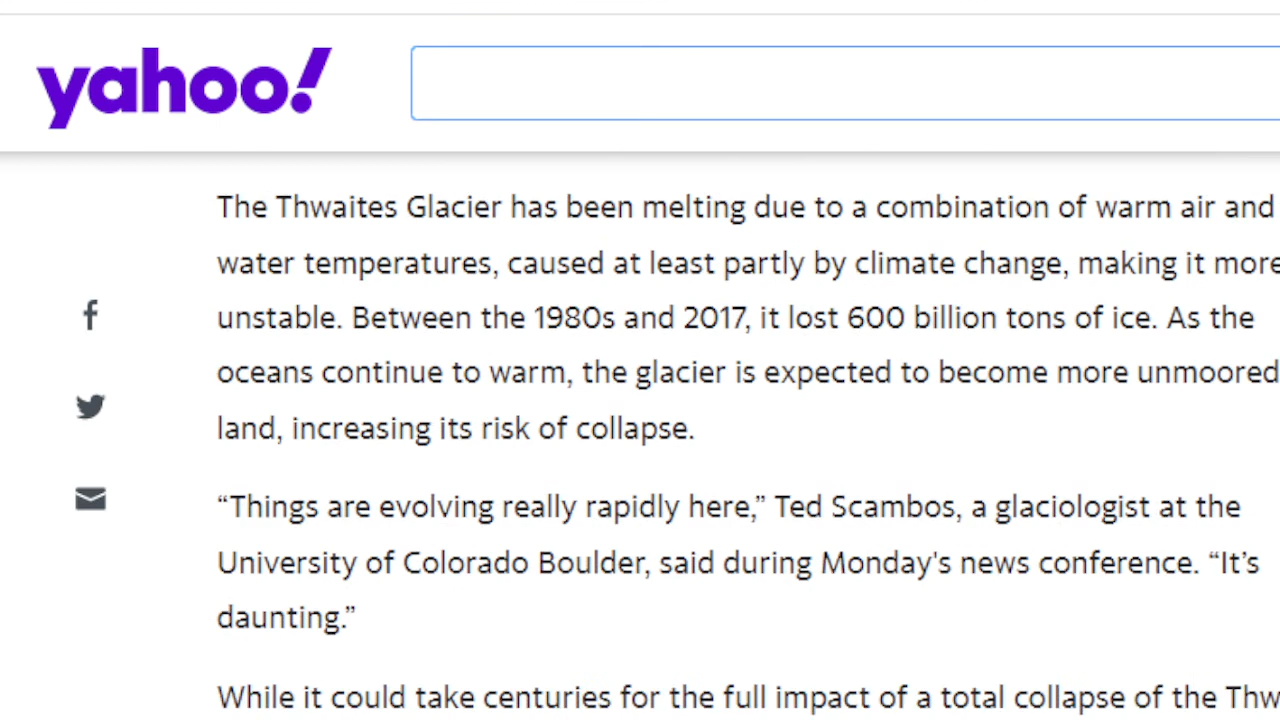 yahoo!
The Thwaites Glacier has been melting due to a combination of warm air and
water temperatures, caused at least partly by climate change, making it more
unstable. Between the 1980s and 2017, it lost 600 billion tons of ice. As the
oceans continue to warm, the glacier is expected to become more unmoored
land, increasing its risk of collapse.
“Things are evolving really rapidly here,” Ted Scambos, a glaciologist at the
University of Colorado Boulder, said during Monday's news conference. “It’s
daunting.”
While it could take centuries for the full impact of a total collapse of the Thw